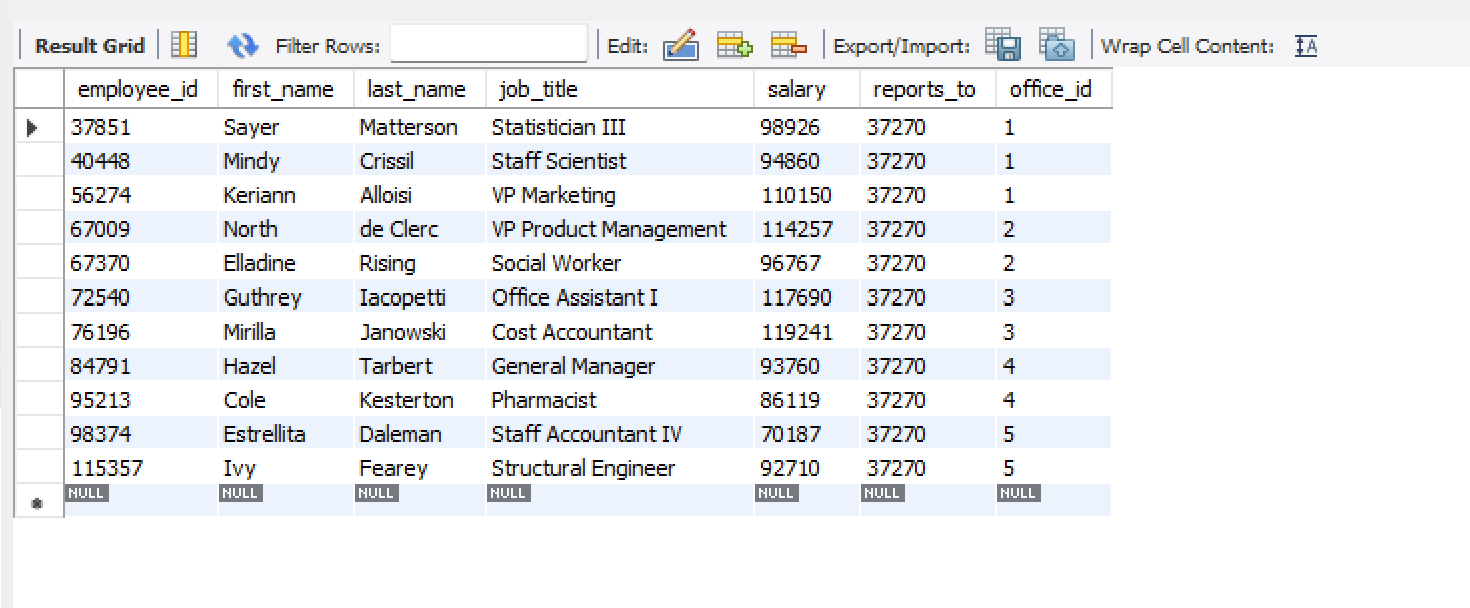 Result Grid Filter Rows: Edit: Export/Import: Wrap Cell Content: A
employee_id first_name last_name job_title salary reports_to office_id
37851 Sayer Matterson Statistician III 98926 37270 1
40448 Mindy Crissil Staff Scientist 94860 37270 1
56274 Keriann Alloisi VP Marketing 110150 37270 1
67009 North de Clerc VP Product Management 114257 37270 2
67370 Elladine Rising Social Worker 96767 37270 2
72540 Guthrey Iacopetti Office Assistant I 117690 37270 3
76196 Mirilla Janowski Cost Accountant 119241 37270 3
84791 Hazel Tarbert General Manager 93760 37270 4
95213 Cole Kesterton Pharmacist 86119 37270 4
98374 Estrellita Daleman Staff Accountant IV 70187 37270 5
115357 Ivy Fearey Structural Engineer 92710 37270 5
NULL NULL NULL NULL NULL NULL NULL